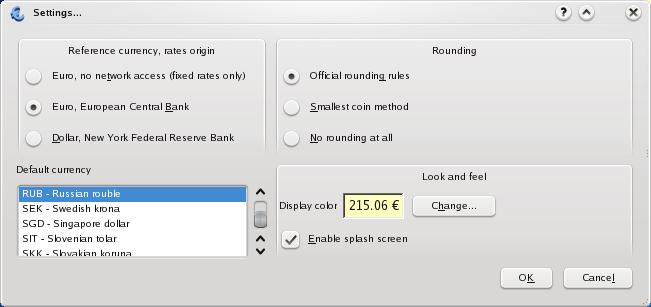 Settings...
?
Reference currency, rates origin
Euro, no network access (fixed rates only)
Euro, European Central Bank
Dollar, New York Federal Reserve Bank
Rounding
Official rounding rules
Smallest coin method
No rounding at all
Default currency
RUB - Russian rouble
SEK - Swedish krona
SGD - Singapore dollar
SIT - Slovenian tolar
SKK - Slovakian koruna
Look and feel
Display color 215.06 € Change...
Enable splash screen
OK Cancel